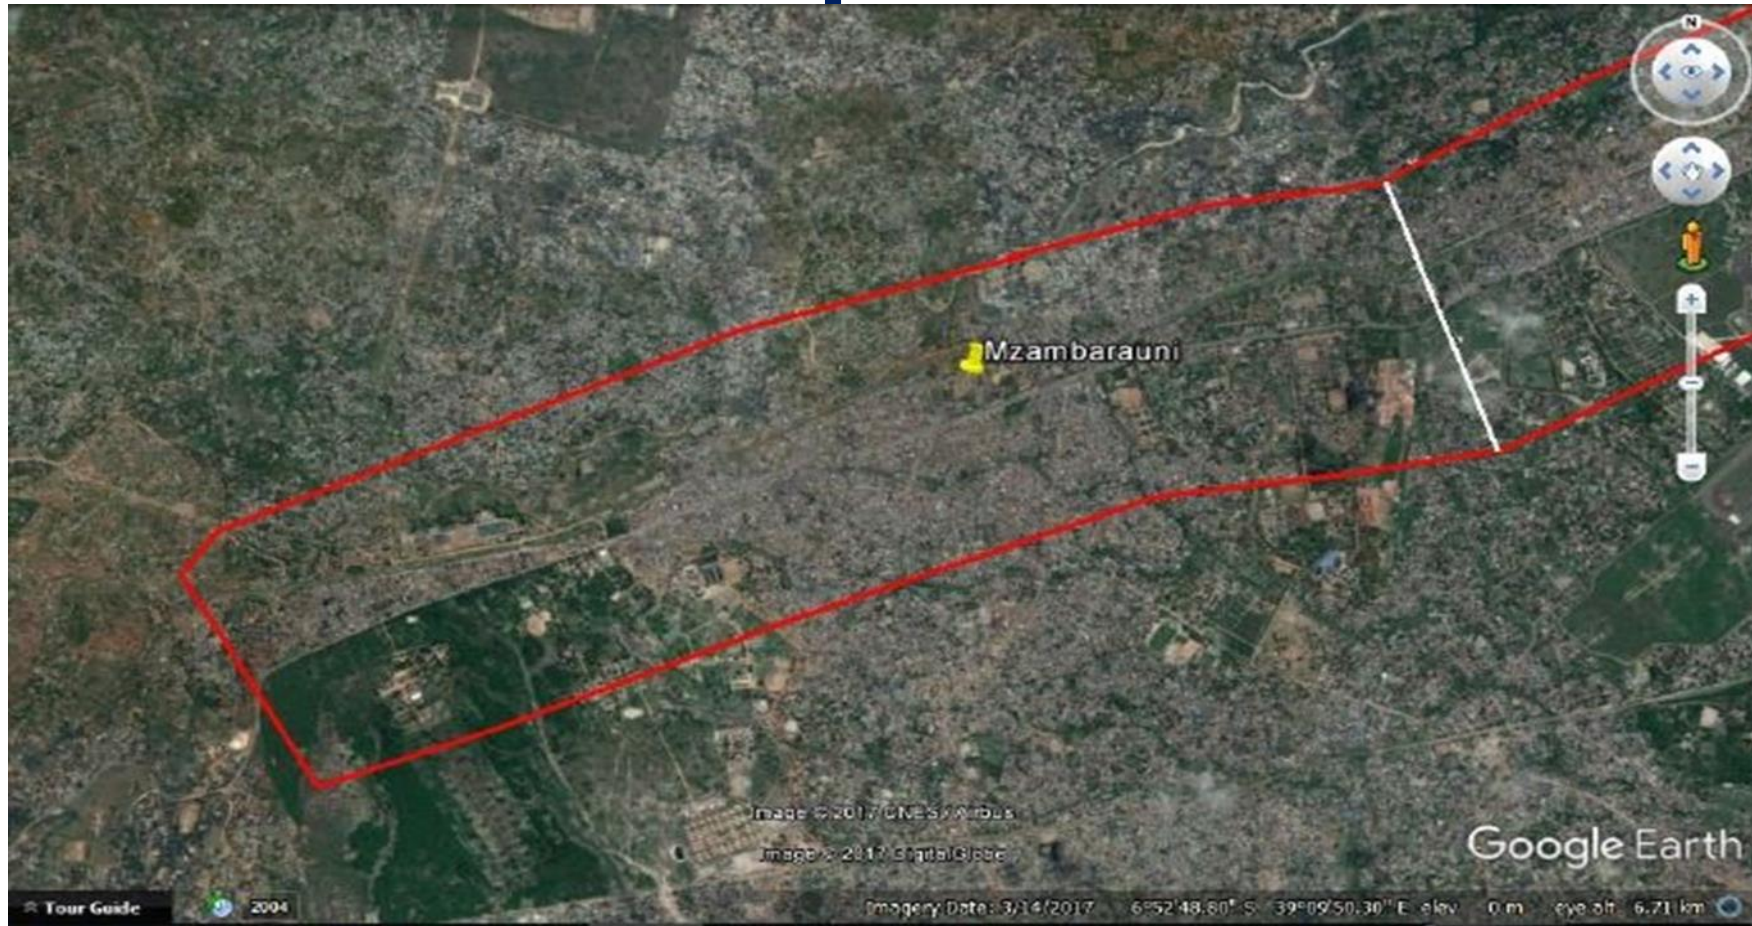 N
Mzambarauni
Image © 2017 CNES / Airbus
Image © 2017 DigitalGlobe
Google Earth
Tour Guide
2004
Imagery Date: 3/14/2017 6°52'48.80" S 39°09'50.30" E elev 0 m eye alt 6.71 km